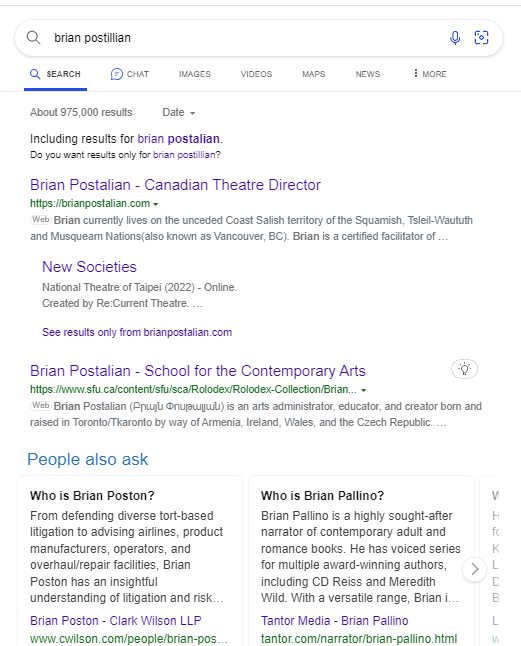 brian postillian
SEARCH CHAT IMAGES VIDEOS MAPS NEWS MORE
About 975,000 results Date
Including results for brian postalian.
Do you want results only for brian postillian?
Brian Postalian - Canadian Theatre Director
https://brianpostalian.com
Web Brian currently lives on the unceded Coast Salish territory of the Squamish, Tsleil-Waututh
and Musqueam Nations(also known as Vancouver, BC). Brian is a certified facilitator of …
New Societies
National Theatre of Taipei (2022) - Online.
Created by Re:Current Theatre. …
See results only from brianpostalian.com
Brian Postalian - School for the Contemporary Arts
https://www.sfu.ca/content/sfu/sca/Rolodex/Rolodex-Collection/Brian...
Web Brian Postalian (Բրայն Փոսթալյան) is an arts administrator, educator, and creator born and
raised in Toronto/Tkaronto by way of Armenia, Ireland, Wales, and the Czech Republic. …
People also ask
Who is Brian Poston?
From defending diverse tort-based
litigation to advising airlines, product
manufacturers, operators, and
overhaul/repair facilities, Brian
Poston has an insightful
understanding of litigation and risk...
Brian Poston - Clark Wilson LLP
www.cwilson.com/people/brian-pos...
Who is Brian Pallino?
Brian Pallino is a highly sought-after
narrator of contemporary adult and
romance books. He has voiced series
for multiple award-winning authors,
including CD Reiss and Meredith
Wild. With a versatile range, Brian i...
Tantor Media - Brian Pallino
tantor.com/narrator/brian-pallino.html